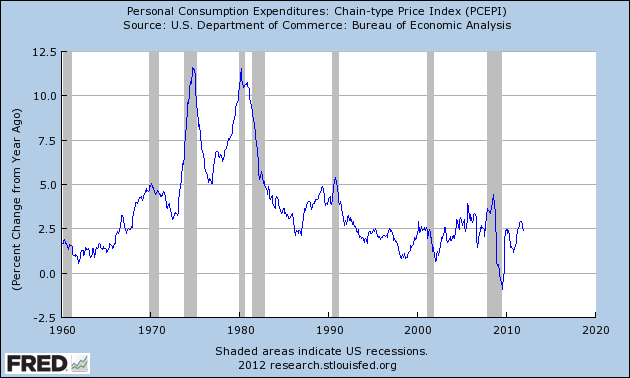 Personal Consumption Expenditures: Chain-type Price Index (PCEPI)
Source: U.S. Department of Commerce: Bureau of Economic Analysis
(Percent Change from Year Ago)
12.5
10.0
7.5
5.0
2.5
0.0
-2.5
1960 1970 1980 1990 2000 2010 2020
Shaded areas indicate US recessions.
2012 research.stlouisfed.org
FRED